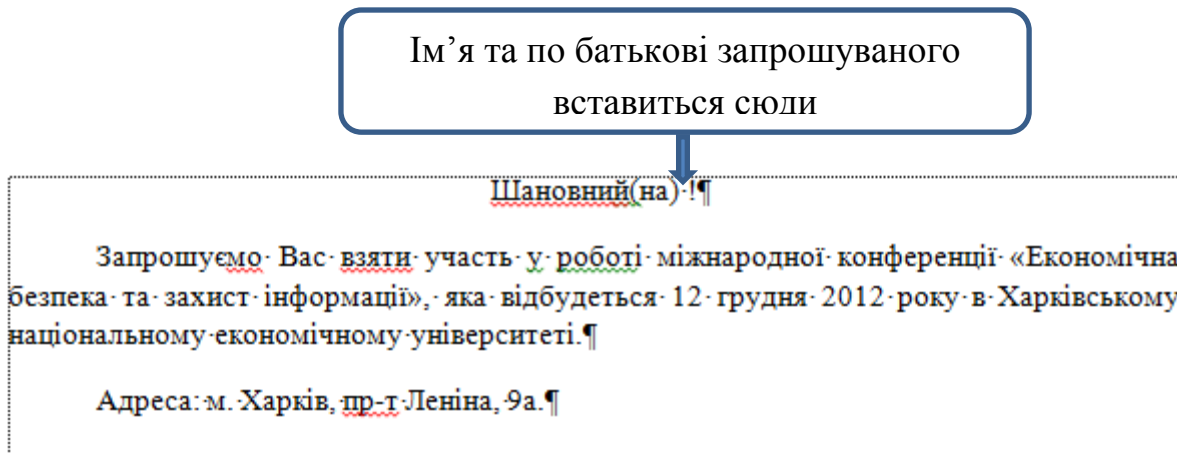 Ім’я та по батькові запрошуваного
вставиться сюди
Шановний(на) !¶
Запрошуємо Вас взяти участь у роботі міжнародної конференції «Економічна
безпека та захист інформації», яка відбудеться 12 грудня 2012 року в Харківському
національному економічному університеті.¶
Адреса: м. Харків, пр-т Леніна, 9а.¶